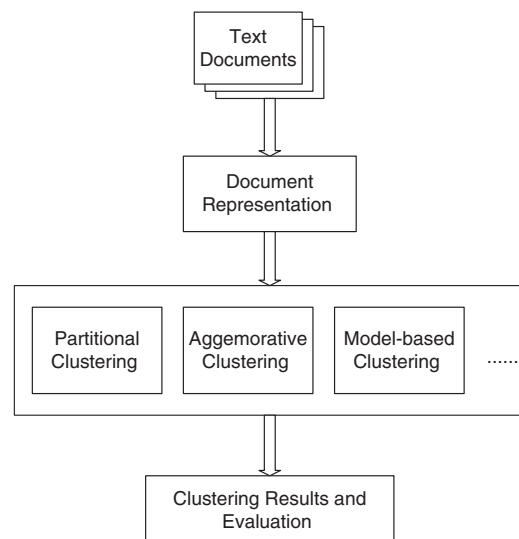 Text
Documents
Document
Representation
Partitional
Clustering
Aggemorative
Clustering
Model-based
Clustering
......
Clustering Results and
Evaluation